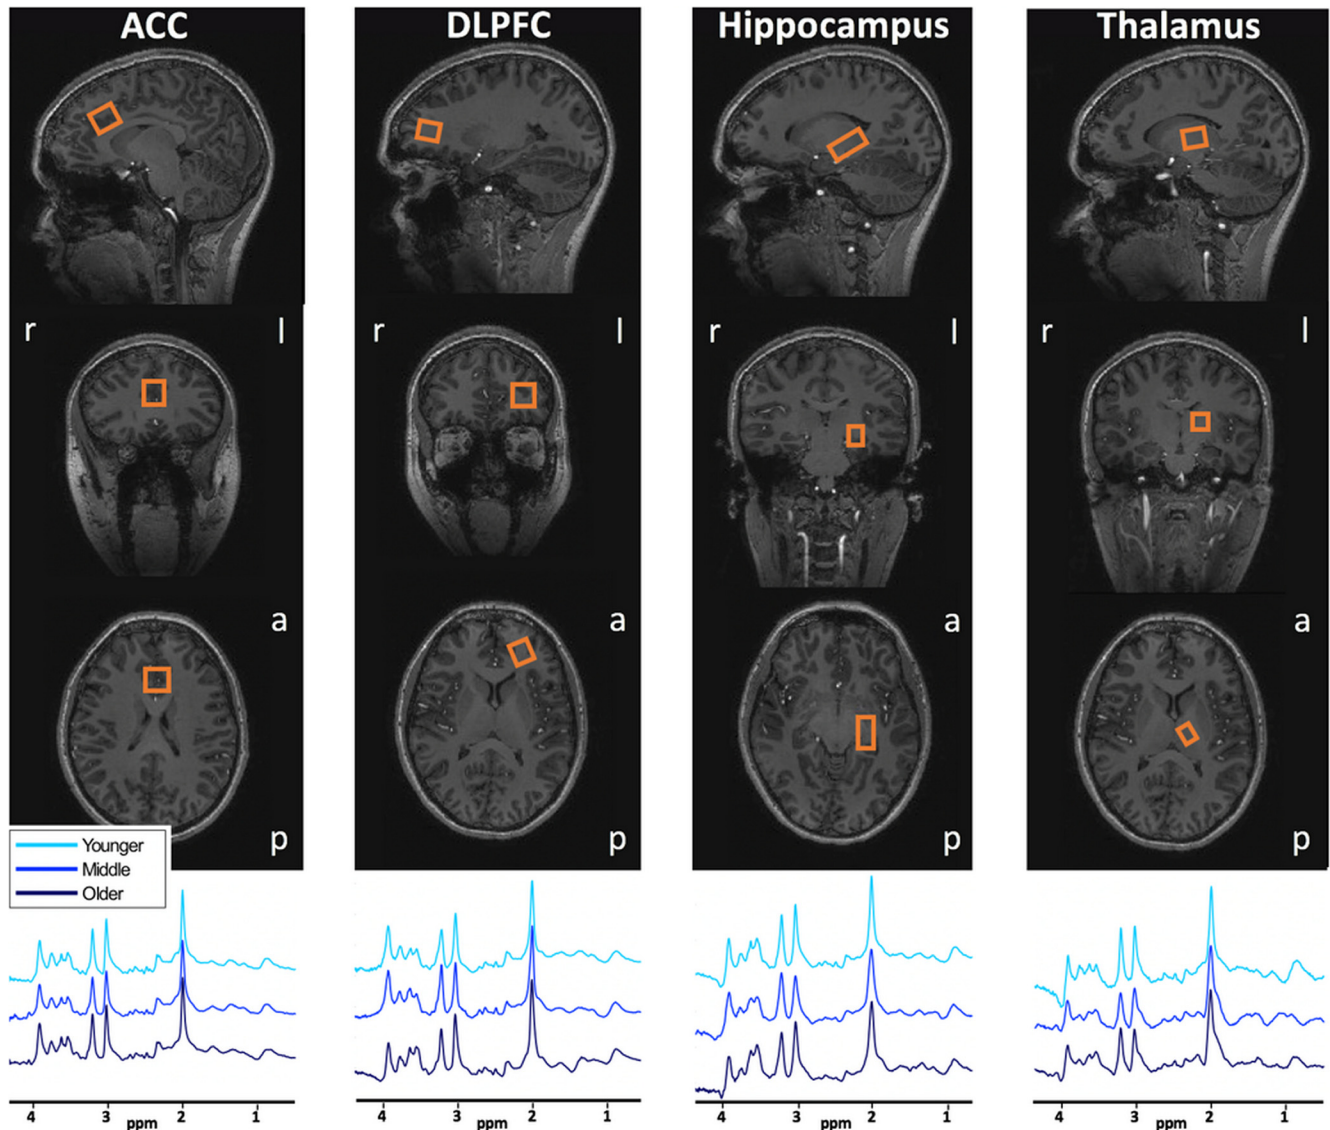 ACC DLPFC Hippocampus Thalamus
r l r l r l r l
a a a a
p p p p
Younger
Middle
Older
4 3 2 1 4 3 2 1 4 3 2 1 4 3 2 1
ppm ppm ppm ppm